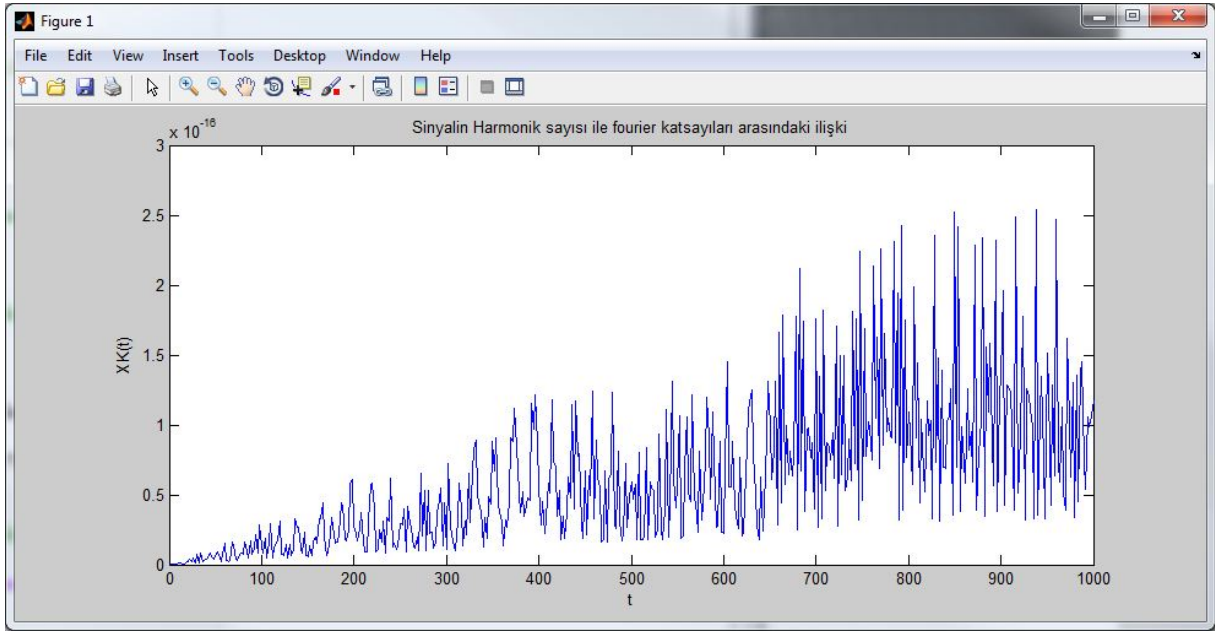 Figure 1
File Edit View Insert Tools Desktop Window Help
x 10-16
Sinyalin Harmonik sayısı ile fourier katsayıları arasındaki ilişki
3
2.5
2
1.5
1
0.5
0
XK(t)
0 100 200 300 400 500 600 700 800 900 1000
t